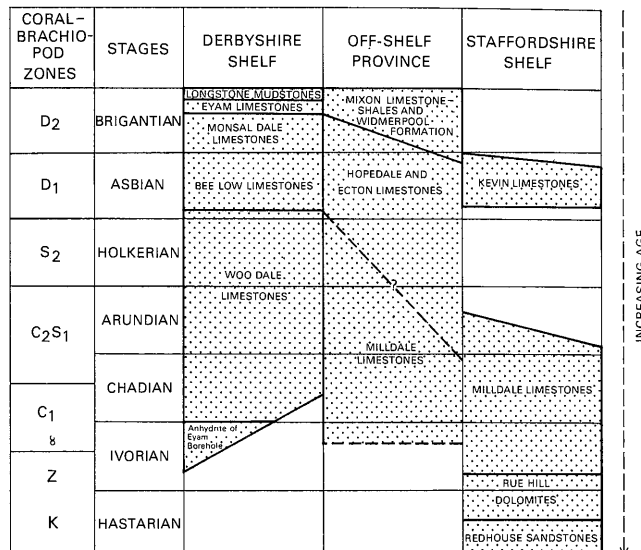 CORAL–
BRACHIO-
POD
ZONES
STAGES
DERBYSHIRE
SHELF
OFF-SHELF
PROVINCE
STAFFORDSHIRE
SHELF
D2
BRIGANTIAN
LONGSTONE MUDSTONES
EYAM LIMESTONES
MONSAL DALE
LIMESTONES
MIXON LIMESTONE–
SHALES AND
WIDMERPOOL
FORMATION
D1
ASBIAN
BEE LOW LIMESTONES
HOPEDALE AND
ECTON LIMESTONES
KEVIN LIMESTONES
S2
HOLKERIAN
WOO DALE
LIMESTONES
?
C2S1
ARUNDIAN
MILLDALE
LIMESTONES
CHADIAN
MILLDALE LIMESTONES
C1
&
Anhydrite of
Eyam
Borehole
IVORIAN
Z
RUE HILL
DOLOMITES
K
HASTARIAN
REDHOUSE SANDSTONES
INCREASING AGE